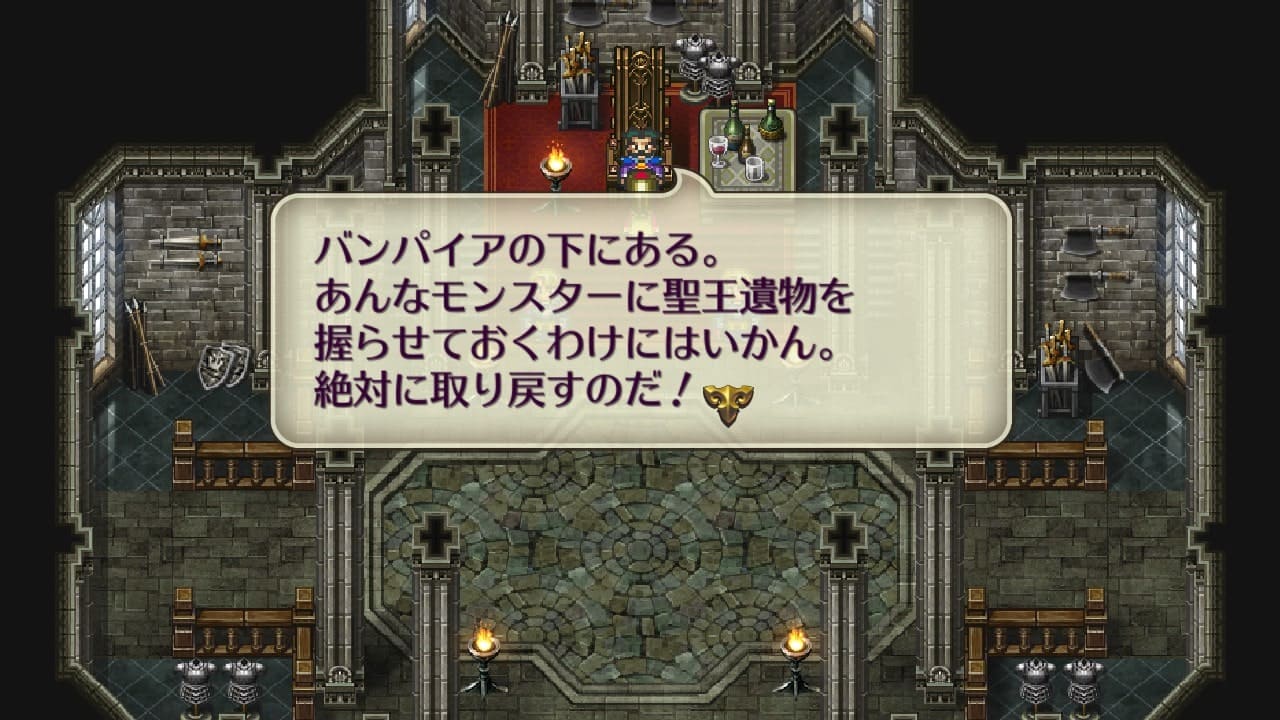 バンパイアの下にある。
あんなモンスターに聖王遺物を
握らせておくわけにはいかん。
絶対に取り戻すのだ！